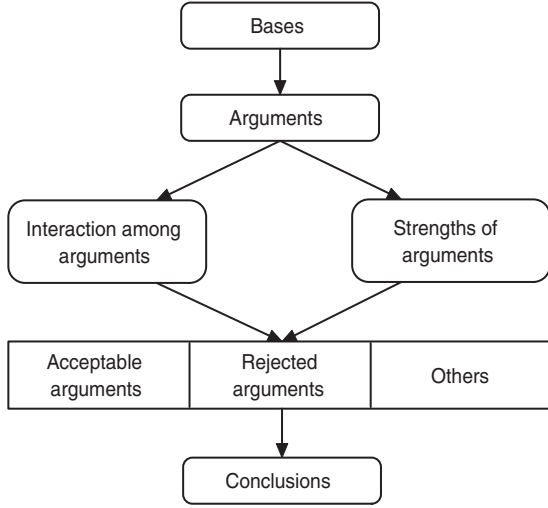 Bases
Arguments
Interaction among
arguments
Strengths of
arguments
Acceptable
arguments
Rejected
arguments
Others
Conclusions